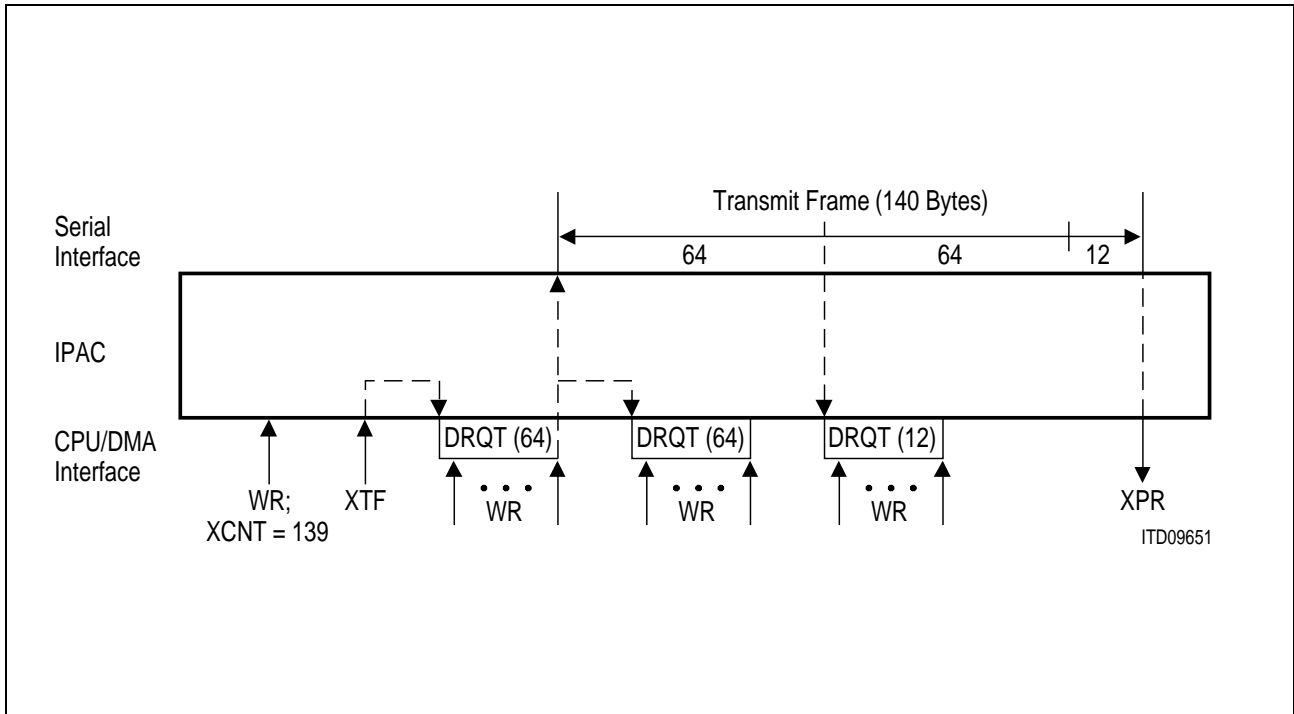 Transmit Frame (140 Bytes)
Serial
Interface
64
64
12
IPAC
CPU/DMA
Interface
DRQT (64)
DRQT (64)
DRQT (12)
WR;
XCNT = 139
XTF
• • •
WR
• • •
WR
• • •
WR
XPR
ITD09651